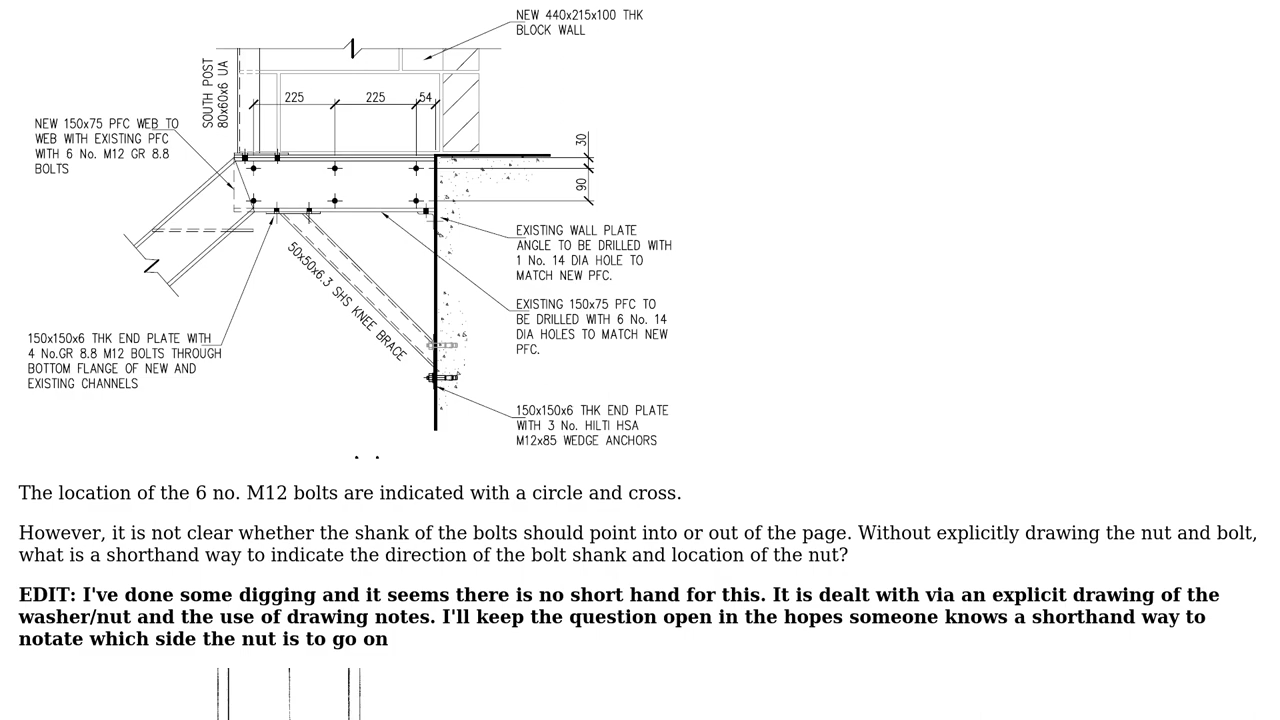 NEW 440x215x100 THK
BLOCK WALL
SOUTH POST
80x60x6 UA
225
225
54
30
90
NEW 150x75 PFC WEB TO
WEB WITH EXISTING PFC
WITH 6 No. M12 GR 8.8
BOLTS
EXISTING WALL PLATE
ANGLE TO BE DRILLED WITH
1 No. 14 DIA HOLE TO
MATCH NEW PFC.
50x50x6.3 SHS KNEE BRACE
EXISTING 150x75 PFC TO
BE DRILLED WITH 6 No. 14
DIA HOLES TO MATCH NEW
PFC.
150x150x6 THK END PLATE WITH
4 No.GR 8.8 M12 BOLTS THROUGH
BOTTOM FLANGE OF NEW AND
EXISTING CHANNELS
150x150x6 THK END PLATE
WITH 3 No. HILTI HSA
M12x85 WEDGE ANCHORS
The location of the 6 no. M12 bolts are indicated with a circle and cross.
However, it is not clear whether the shank of the bolts should point into or out of the page. Without explicitly drawing the nut and bolt,
what is a shorthand way to indicate the direction of the bolt shank and location of the nut?
EDIT: I've done some digging and it seems there is no short hand for this. It is dealt with via an explicit drawing of the
washer/nut and the use of drawing notes. I'll keep the question open in the hopes someone knows a shorthand way to
notate which side the nut is to go on